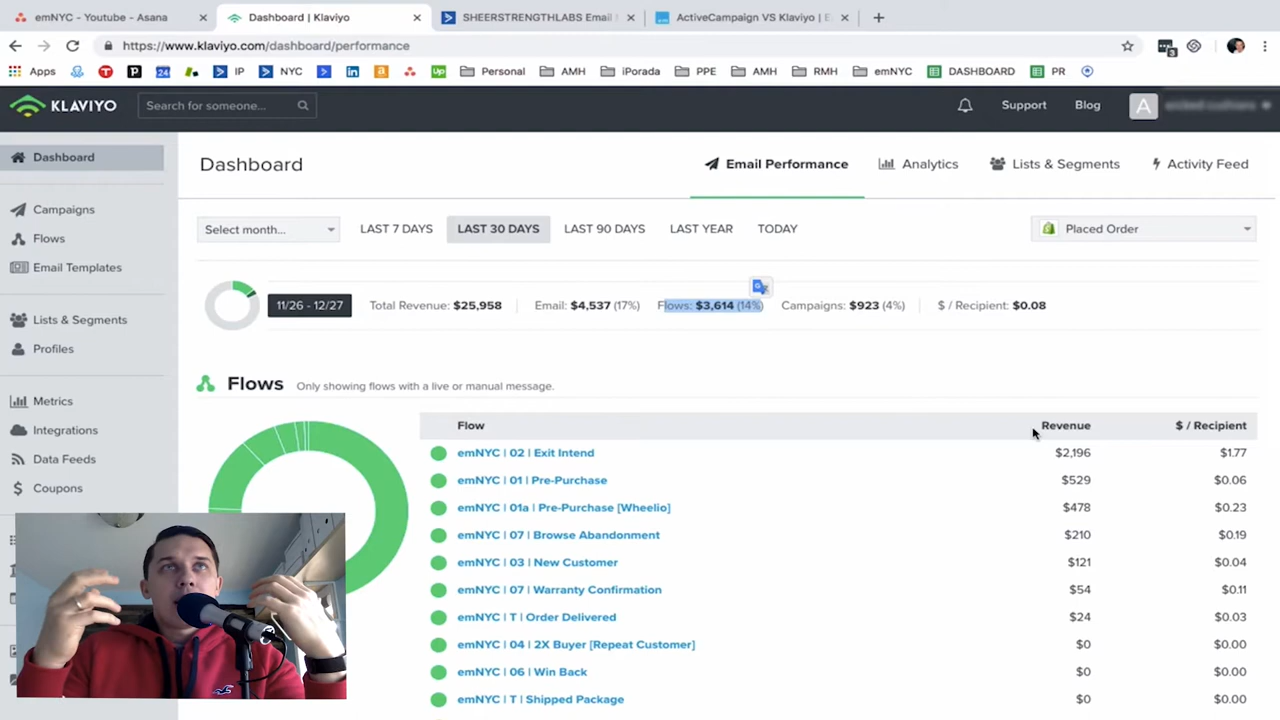 emNYC - Youtube - Asana
Dashboard | Klaviyo
SHEERSTRENGTHLABS Email
ActiveCampaign VS Klaviyo | E
https://www.klaviyo.com/dashboard/performance
Apps IP NYC Personal AMH iPorada PPE AMH RMH emNYC DASHBOARD PR
KLAVIYO
Search for someone...
Support
Blog
A
Dashboard
Campaigns
Flows
Email Templates
Lists & Segments
Profiles
Metrics
Integrations
Data Feeds
Coupons
Dashboard
Email Performance
Analytics
Lists & Segments
Activity Feed
Select month...
LAST 7 DAYS
LAST 30 DAYS
LAST 90 DAYS
LAST YEAR
TODAY
Placed Order
11/26 - 12/27
Total Revenue: $25,958
Email: $4,537 (17%)
Flows: $3,614 (14%)
Campaigns: $923 (4%)
$ / Recipient: $0.08
Flows Only showing flows with a live or manual message.
Flow Revenue $ / Recipient
emNYC | 02 | Exit Intend $2,196 $1.77
emNYC | 01 | Pre-Purchase $529 $0.06
emNYC | 01a | Pre-Purchase [Wheelio] $478 $0.23
emNYC | 07 | Browse Abandonment $210 $0.19
emNYC | 03 | New Customer $121 $0.04
emNYC | 07 | Warranty Confirmation $54 $0.11
emNYC | T | Order Delivered $24 $0.03
emNYC | 04 | 2X Buyer [Repeat Customer] $0 $0.00
emNYC | 06 | Win Back $0 $0.00
emNYC | T | Shipped Package $0 $0.00